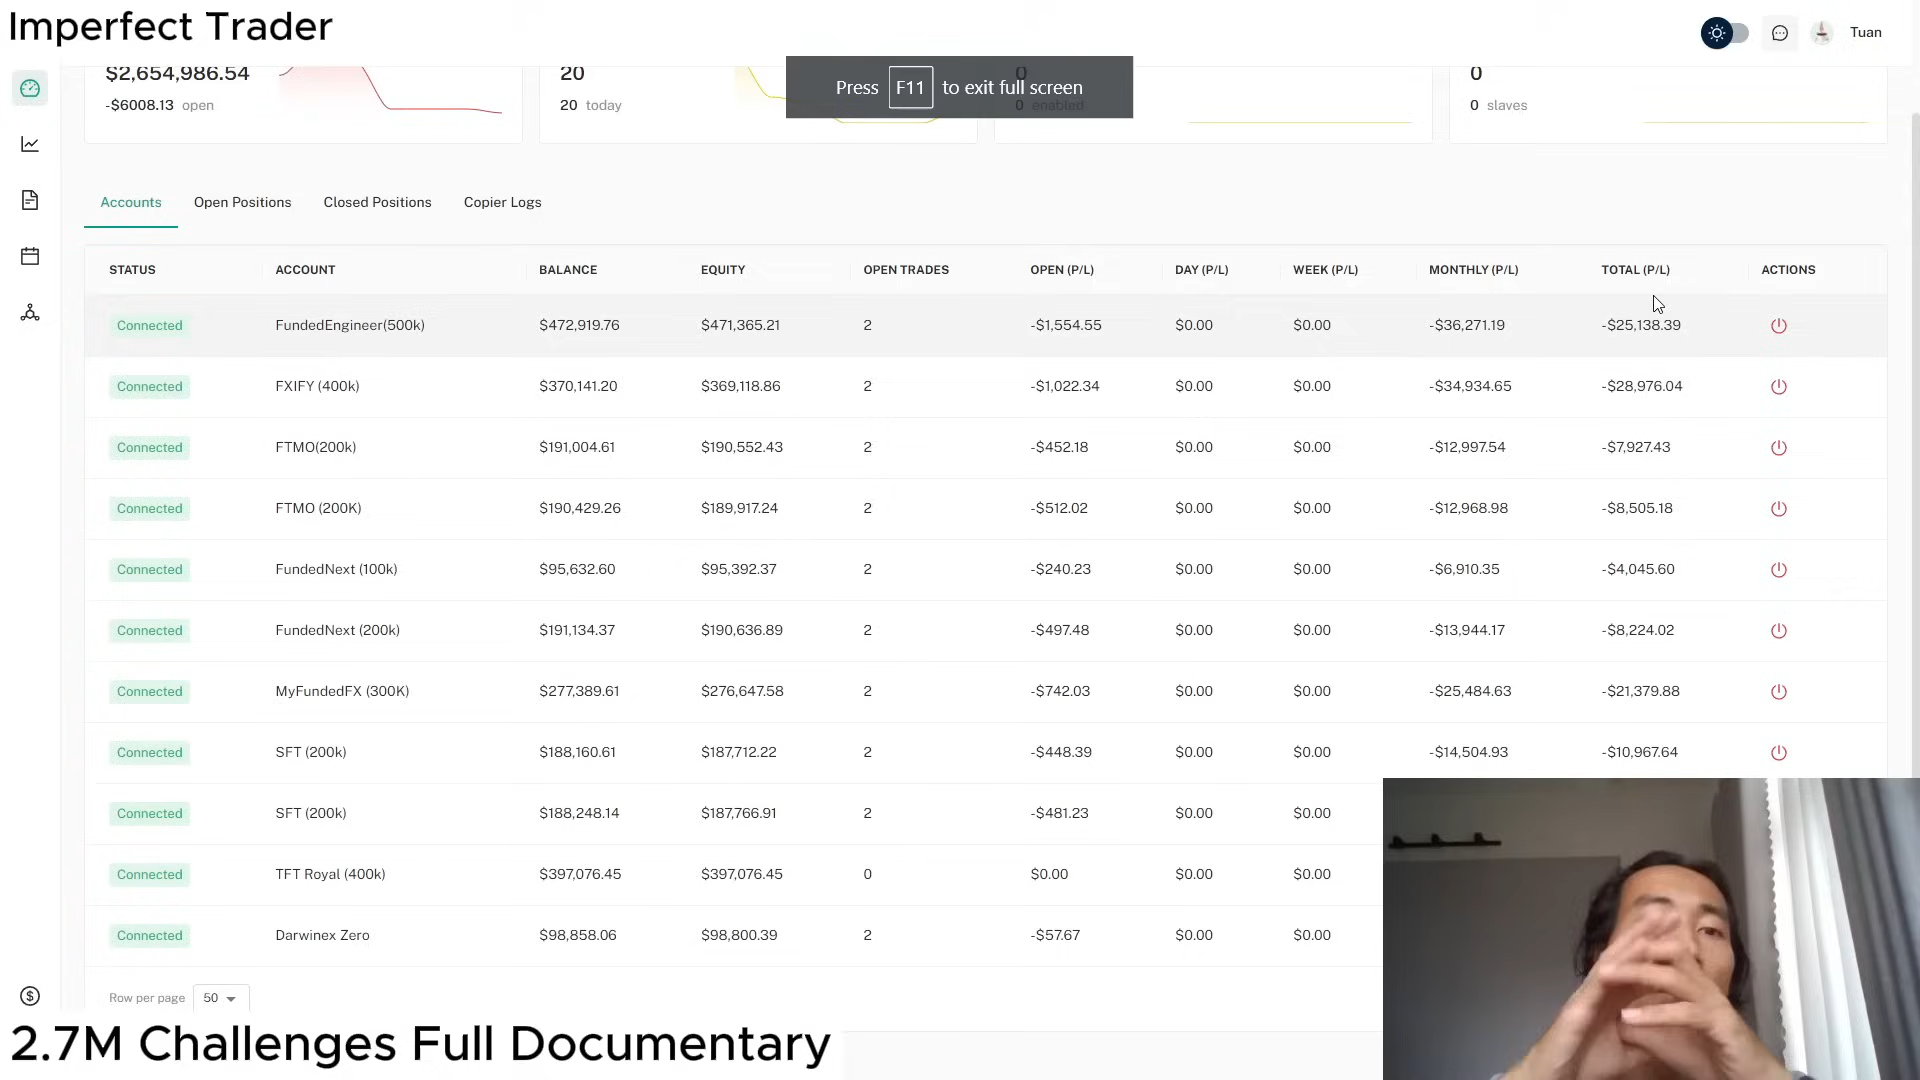 Imperfect Trader
Tuan
Press F11 to exit full screen
$2,654,986.54
20
0
0
-$6008.13 open
20 today
0 enabled
0 slaves
Accounts Open Positions Closed Positions Copier Logs
STATUS ACCOUNT BALANCE EQUITY OPEN TRADES OPEN (P/L) DAY (P/L) WEEK (P/L) MONTHLY (P/L) TOTAL (P/L) ACTIONS
Connected FundedEngineer(500k) $472,919.76 $471,365.21 2 -$1,554.55 $0.00 $0.00 -$36,271.19 -$25,138.39
Connected FXIFY (400k) $370,141.20 $369,118.86 2 -$1,022.34 $0.00 $0.00 -$34,934.65 -$28,976.04
Connected FTMO(200k) $191,004.61 $190,552.43 2 -$452.18 $0.00 $0.00 -$12,997.54 -$7,927.43
Connected FTMO (200K) $190,429.26 $189,917.24 2 -$512.02 $0.00 $0.00 -$12,968.98 -$8,505.18
Connected FundedNext (100k) $95,632.60 $95,392.37 2 -$240.23 $0.00 $0.00 -$6,910.35 -$4,045.60
Connected FundedNext (200k) $191,134.37 $190,636.89 2 -$497.48 $0.00 $0.00 -$13,944.17 -$8,224.02
Connected MyFundedFX (300K) $277,389.61 $276,647.58 2 -$742.03 $0.00 $0.00 -$25,484.63 -$21,379.88
Connected SFT (200k) $188,160.61 $187,712.22 2 -$448.39 $0.00 $0.00 -$14,504.93 -$10,967.64
Connected SFT (200k) $188,248.14 $187,766.91 2 -$481.23 $0.00 $0.00
Connected TFT Royal (400k) $397,076.45 $397,076.45 0 $0.00 $0.00 $0.00
Connected Darwinex Zero $98,858.06 $98,800.39 2 -$57.67 $0.00 $0.00
Row per page 50
2.7M Challenges Full Documentary